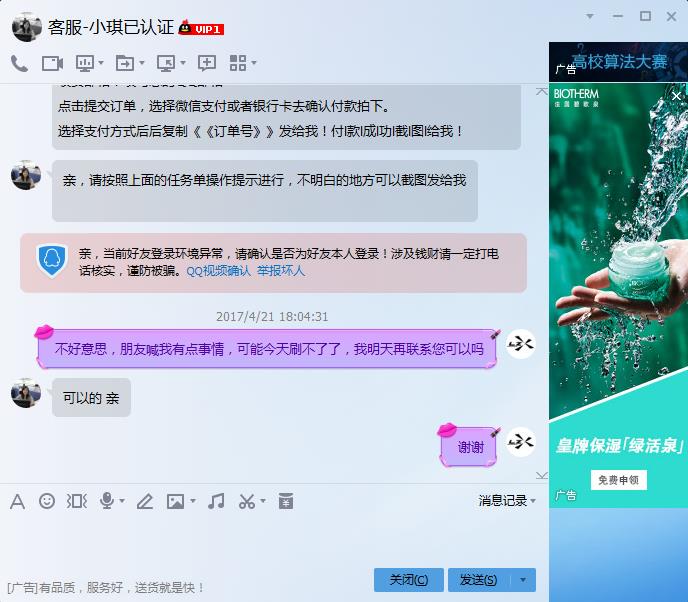 客服-小琪已认证
VIP1
点击提交订单，选择微信支付或者银行卡去确认付款拍下。
选择支付方式后后复制《《订单号》》发给我！付I款I成I功I截I图I给我！
亲，请按照上面的任务单操作提示进行，不明白的地方可以截图发给我
亲，当前好友登录环境异常，请确认是否为好友本人登录！涉及钱财请一定打电
话核实，谨防被骗。QQ视频确认 举报坏人
2017/4/21 18:04:31
不好意思，朋友喊我有点事情，可能今天刷不了了，我明天再联系您可以吗
可以的 亲
谢谢
消息记录
[广告]有品质，服务好，送货就是快！
关闭(C)
发送(S)
高校算法大赛
广告
BIOTHERM
法国碧欧泉
BIOTHERM
皇牌保湿「绿活泉」
免费申领
广告